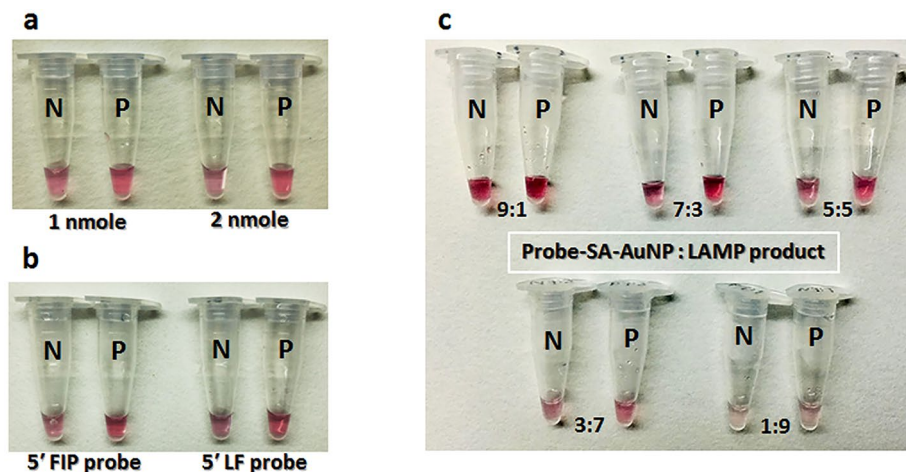 a
N P N P
1 nmole 2 nmole
b
N P N P
5′ FIP probe 5′ LF probe
c
N P N P N P
9:1 7:3 5:5
Probe-SA-AuNP : LAMP product
N P N P
3:7 1:9